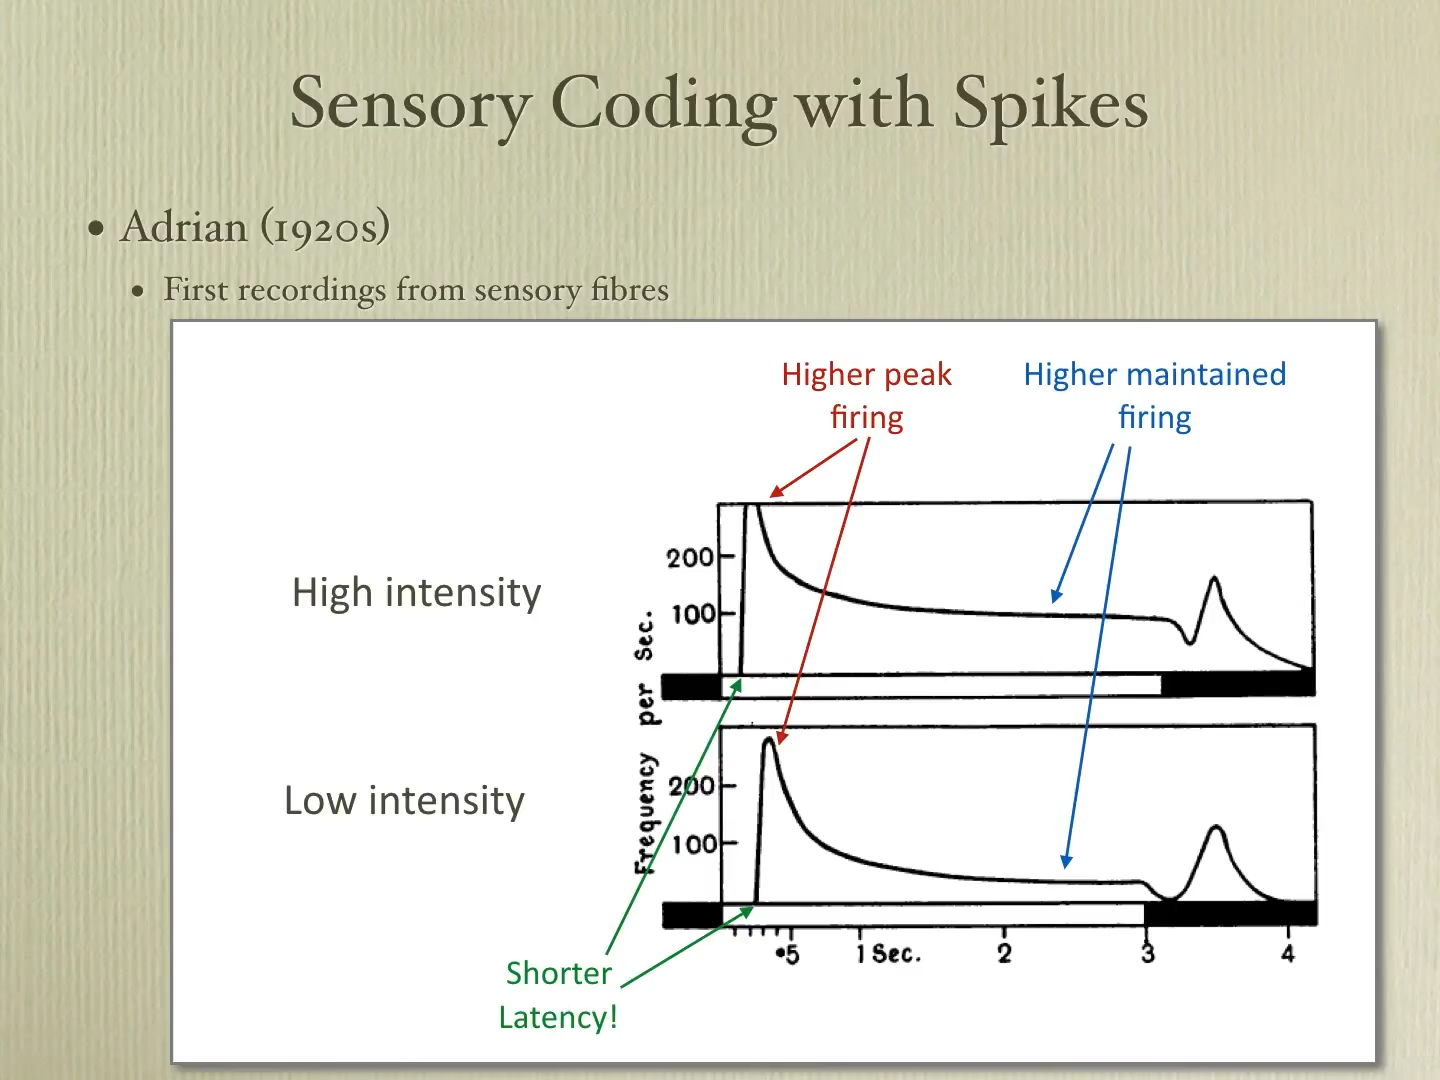 Sensory Coding with Spikes
• Adrian (1920s)
• First recordings from sensory fibres
Higher peak
firing
Higher maintained
firing
High intensity
Low intensity
Frequency per Sec.
200
100
200
100
•5
1 Sec.
2
3
4
Shorter
Latency!